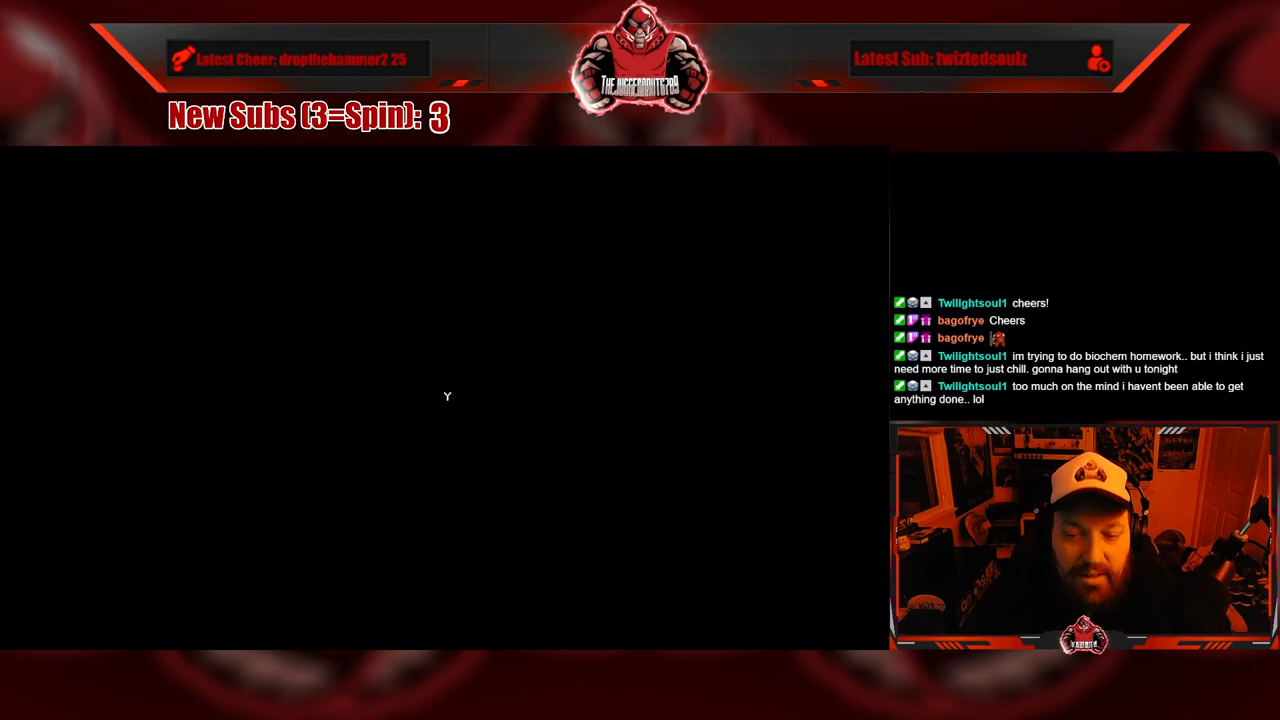 Latest Cheer: dropthehammer2 25
THEJUGGERNAUT6789
Latest Sub: twiztedsoulz
New Subs (3=Spin): 3
Twilightsoul1 cheers!
bagofrye Cheers
bagofrye
Twilightsoul1 im trying to do biochem homework.. but i think i just
need more time to just chill. gonna hang out with u tonight
Twilightsoul1 too much on the mind i havent been able to get
anything done.. lol
Y